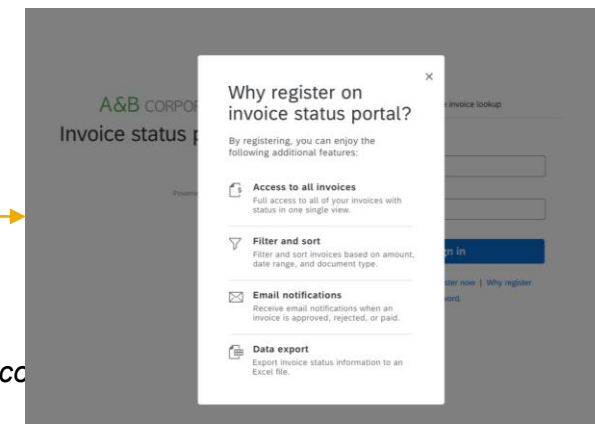 ×
Why register on
invoice status portal?
By registering, you can enjoy the
following additional features:
Access to all invoices
Full access to all of your invoices with
status in one single view.
Filter and sort
Filter and sort invoices based on amount,
date range, and document type.
Email notifications
Receive email notifications when an
invoice is approved, rejected, or paid.
Data export
Export invoice status information to an
Excel file.
A&B CORPOR
Invoice status p
invoice lookup
n in
ster now | Why register